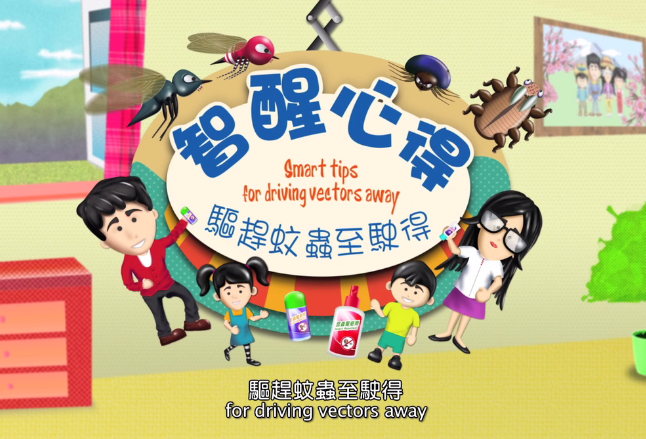 智醒心得
Smart tips
for driving vectors away
驅趕蚊蟲至駛得
驅趕蚊蟲至駛得
for driving vectors away